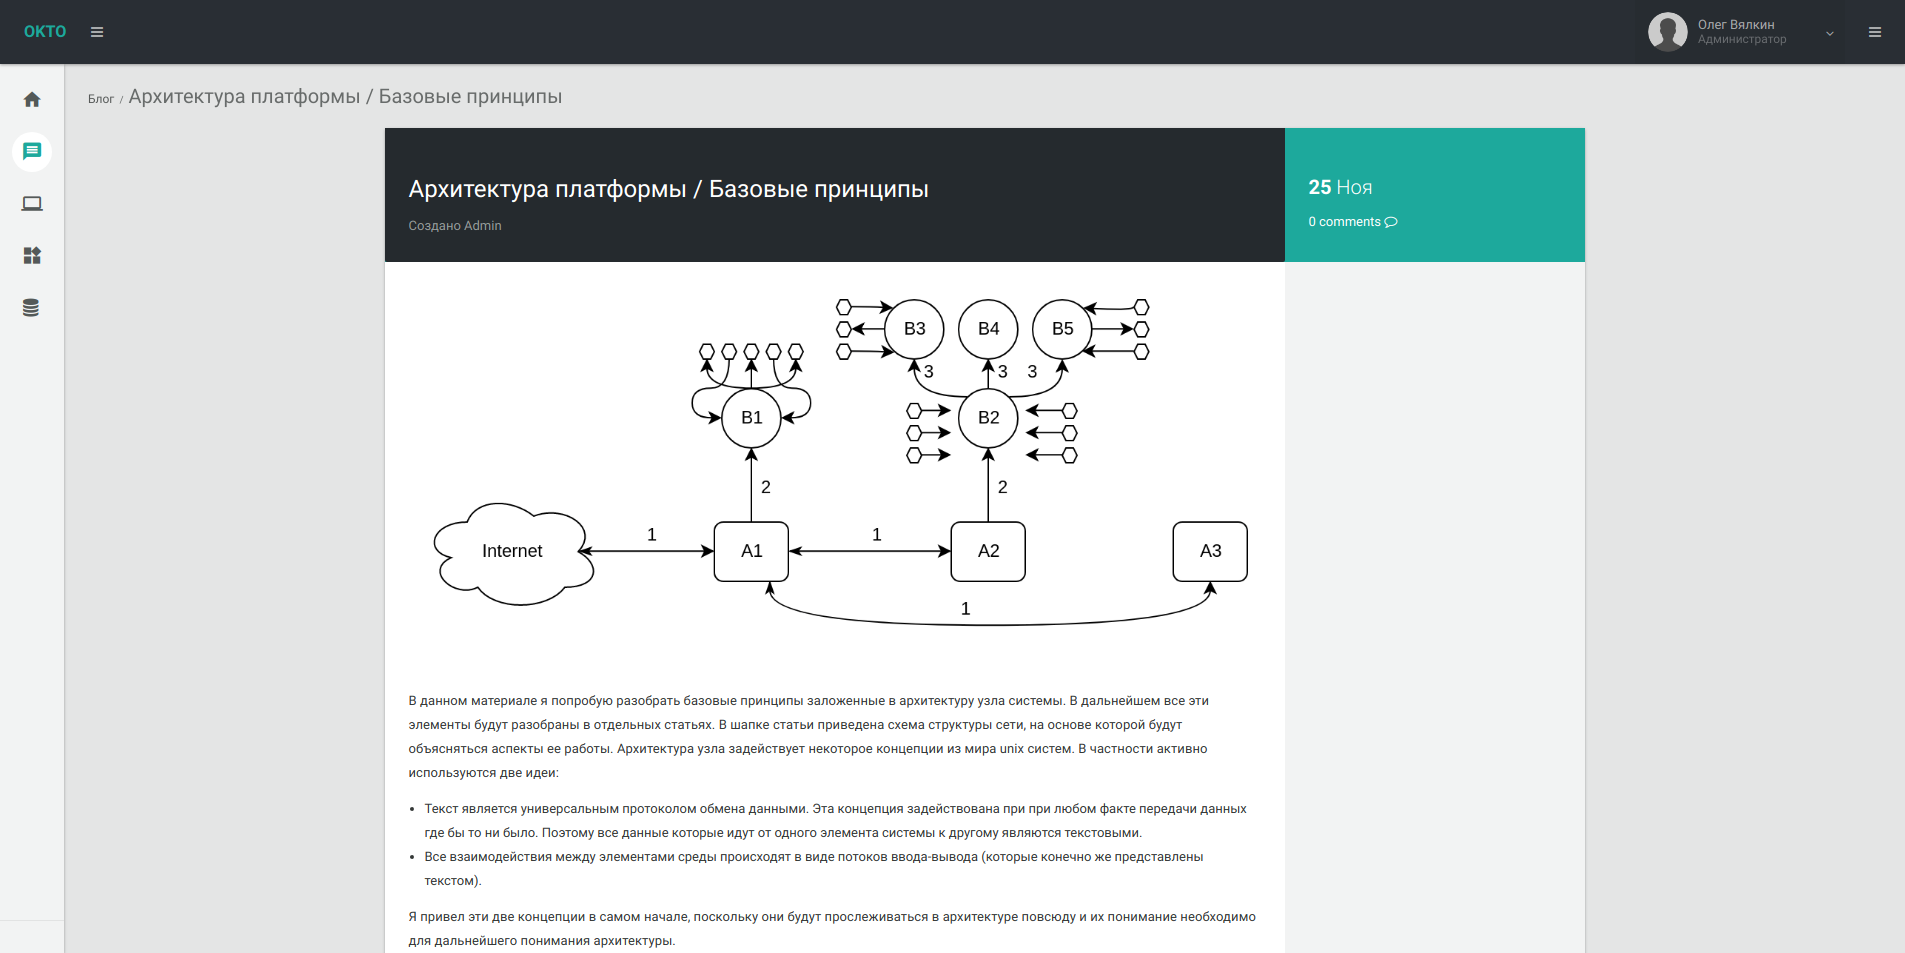 OKTO
Олег Вялкин
Администратор
Блог / Архитектура платформы / Базовые принципы
Архитектура платформы / Базовые принципы
Создано Admin
25 Ноя
0 comments
B3 B4 B5
3 3 3
B1 B2
2 2
Internet 1 A1 1 A2 A3
1
В данном материале я попробую разобрать базовые принципы заложенные в архитектуру узла системы. В дальнейшем все эти
элементы будут разобраны в отдельных статьях. В шапке статьи приведена схема структуры сети, на основе которой будут
объясняться аспекты ее работы. Архитектура узла задействует некоторое концепции из мира unix систем. В частности активно
используются две идеи:
• Текст является универсальным протоколом обмена данными. Эта концепция задействована при при любом факте передачи данных
где бы то ни было. Поэтому все данные которые идут от одного элемента системы к другому являются текстовыми.
• Все взаимодействия между элементами среды происходят в виде потоков ввода-вывода (которые конечно же представлены
текстом).
Я привел эти две концепции в самом начале, поскольку они будут прослеживаться в архитектуре повсюду и их понимание необходимо
для дальнейшего понимания архитектуры.